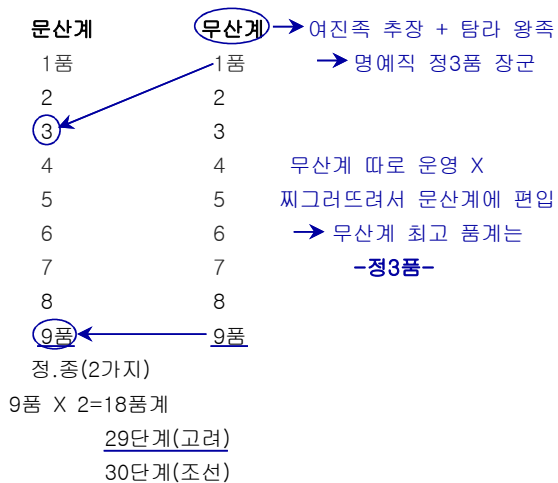 문산계 무산계 여진족 추장 + 탐라 왕족
1품 1품 명예직 정3품 장군
2 2
3 3
4 4 무산계 따로 운영 X
5 5 찌그러뜨려서 문산계에 편입
6 6 무산계 최고 품계는
7 7 -정3품-
8 8
9품 9품
정.종(2가지)
9품 X 2=18품계
29단계(고려)
30단계(조선)